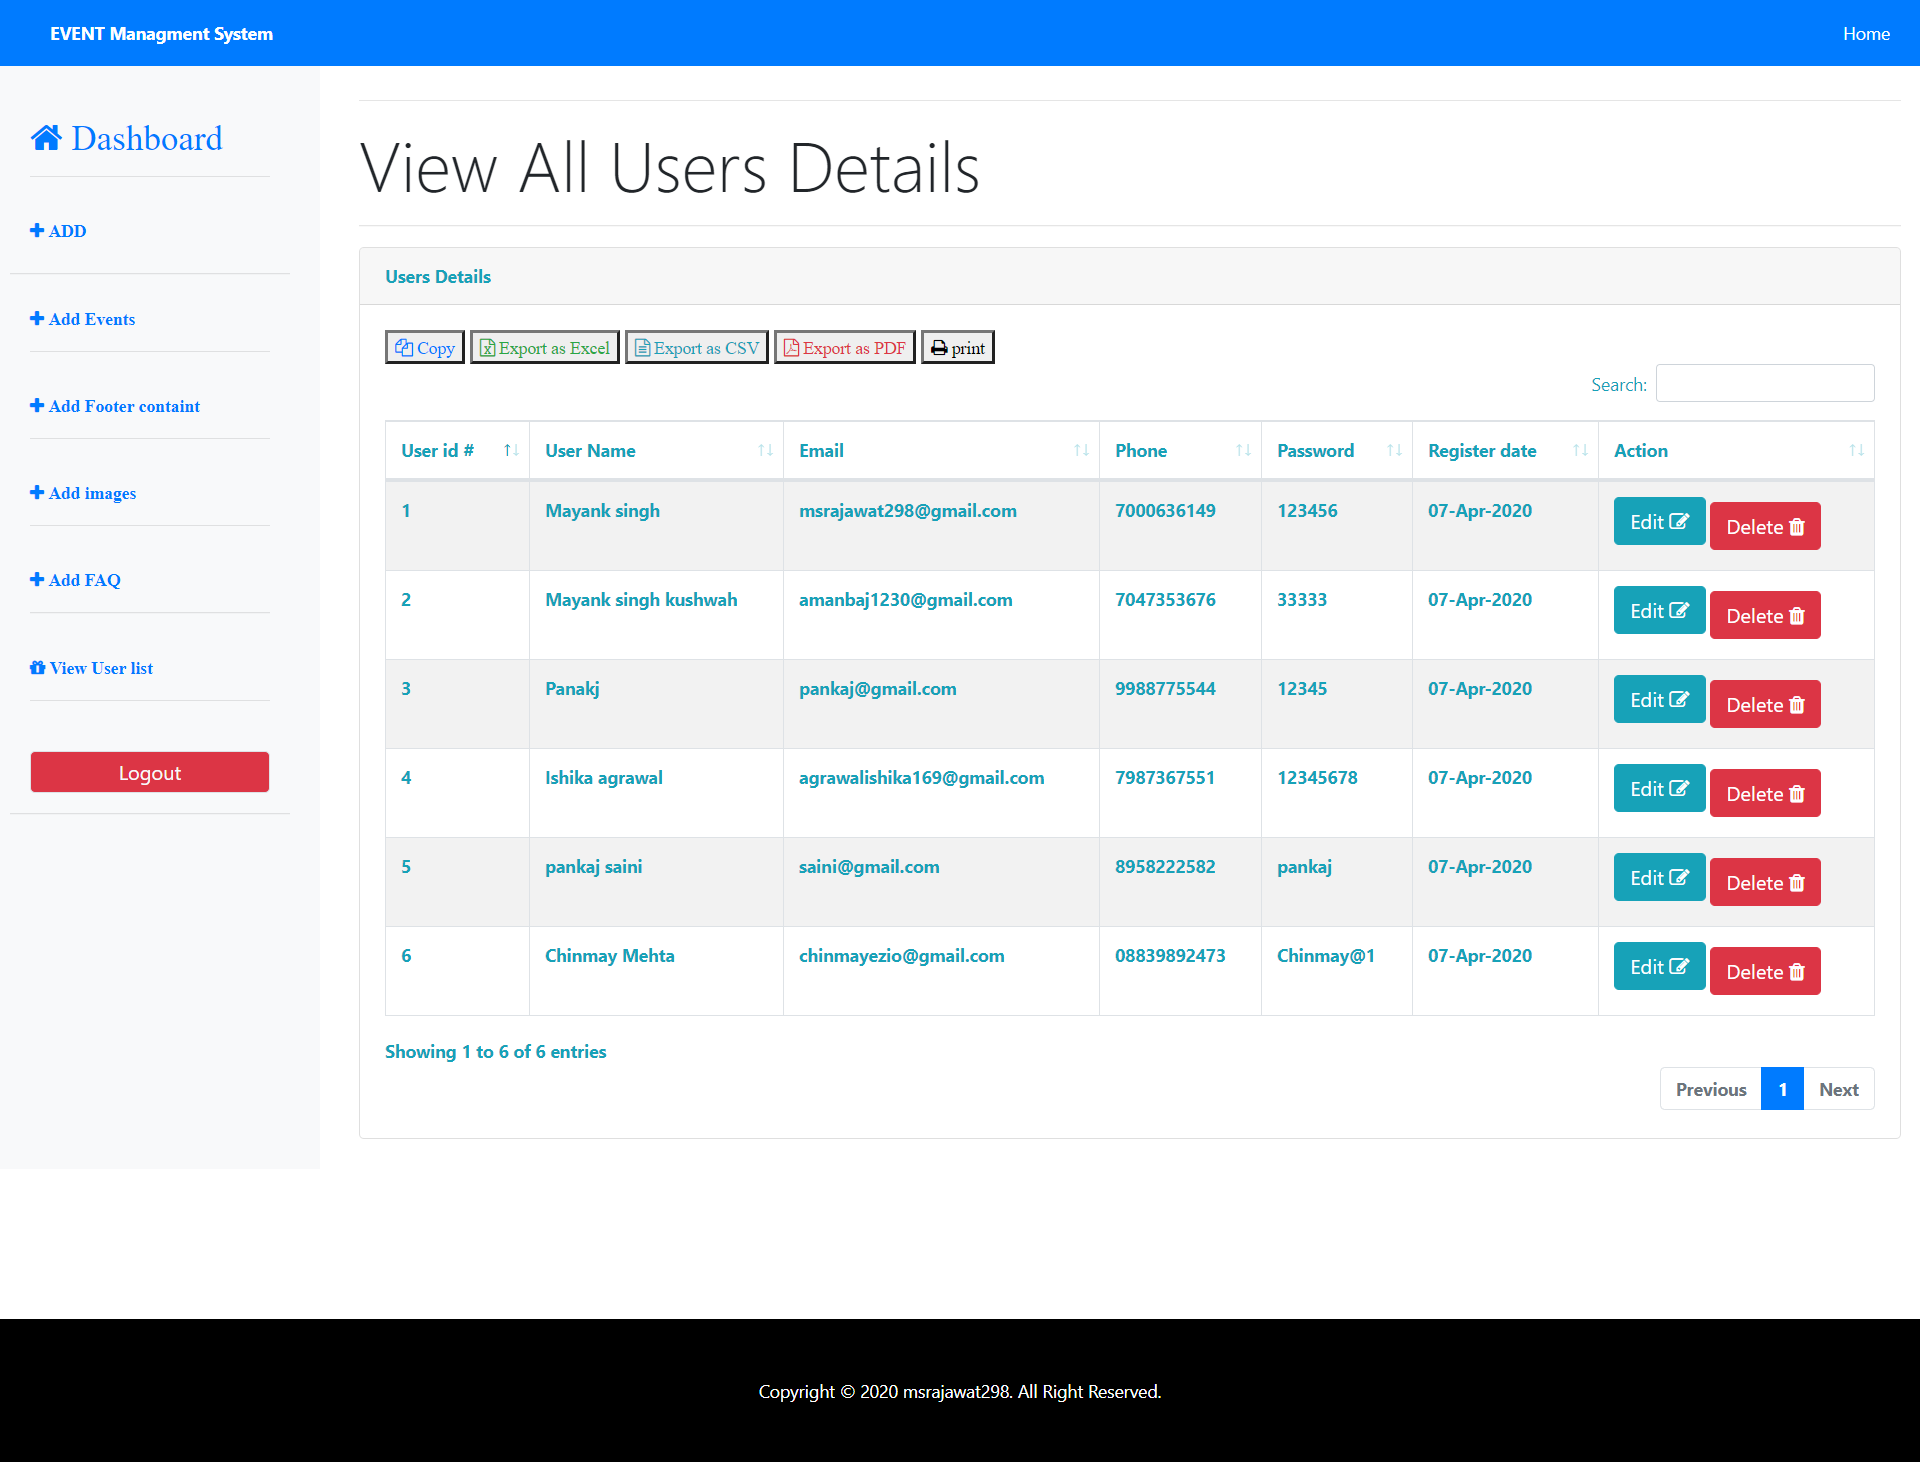 EVENT Managment System Home
Dashboard
ADD
Add Events
Add Footer containt
Add images
Add FAQ
View User list
Logout
View All Users Details
Users Details
Copy Export as Excel Export as CSV Export as PDF print
Search:
User id # User Name Email Phone Password Register date Action
1 Mayank singh msrajawat298@gmail.com 7000636149 123456 07-Apr-2020 Edit Delete
2 Mayank singh kushwah amanbaj1230@gmail.com 7047353676 33333 07-Apr-2020 Edit Delete
3 Panakj pankaj@gmail.com 9988775544 12345 07-Apr-2020 Edit Delete
4 Ishika agrawal agrawalishika169@gmail.com 7987367551 12345678 07-Apr-2020 Edit Delete
5 pankaj saini saini@gmail.com 8958222582 pankaj 07-Apr-2020 Edit Delete
6 Chinmay Mehta chinmayezio@gmail.com 08839892473 Chinmay@1 07-Apr-2020 Edit Delete
Showing 1 to 6 of 6 entries
Previous 1 Next
Copyright © 2020 msrajawat298. All Right Reserved.